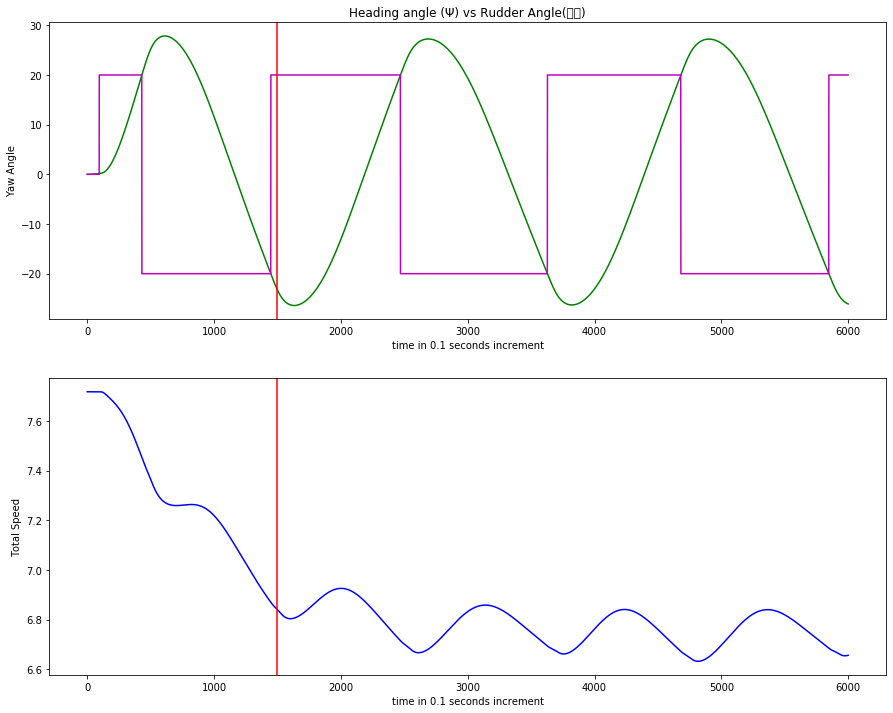 Heading angle (Ψ) vs Rudder Angle(▯▯)
30
20
10
0
−10
−20
Yaw Angle
0 1000 2000 3000 4000 5000 6000
time in 0.1 seconds increment
7.6
7.4
7.2
7.0
6.8
6.6
Total Speed
0 1000 2000 3000 4000 5000 6000
time in 0.1 seconds increment